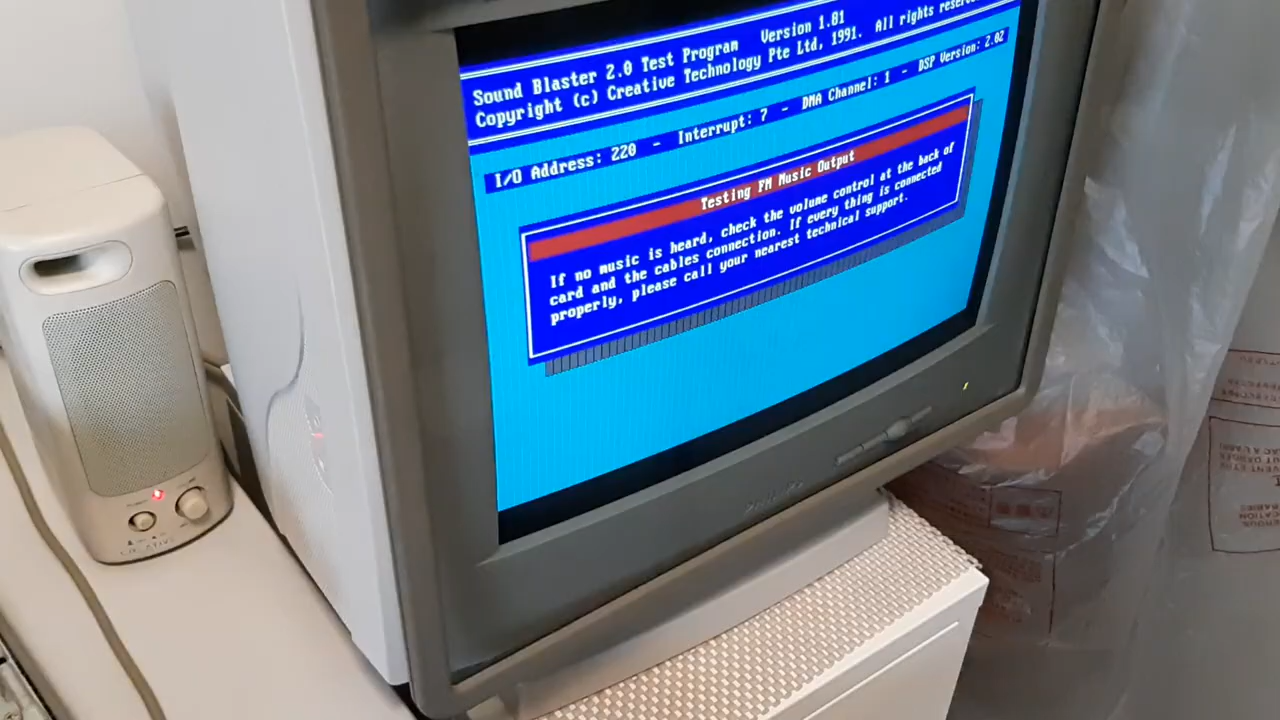 Sound Blaster 2.0 Test Program Version 1.01
Copyright (c) Creative Technology Pte Ltd, 1991. All rights reserved
I/O Address: 220 - Interrupt: 7 - DMA Channel: 1 - DSP Version: 2.02
Testing FM Music Output
If no music is heard, check the volume control at the back of
card and the cables connection. If every thing is connected
properly, please call your nearest technical support.
PHILIPS
CREATIVE